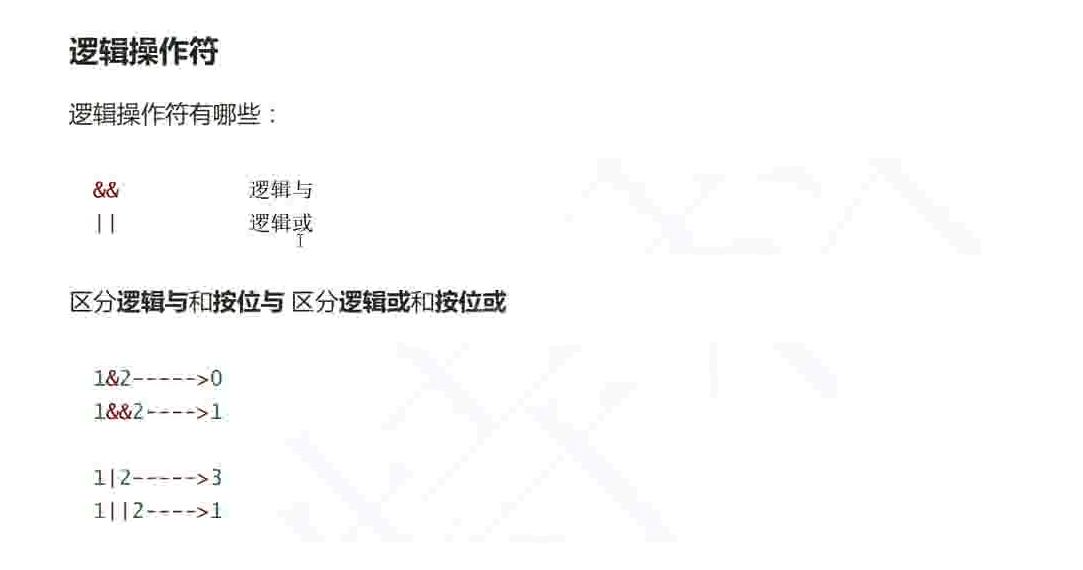 逻辑操作符
逻辑操作符有哪些：
&& 逻辑与
|| 逻辑或
区分逻辑与和按位与 区分逻辑或和按位或
1&2----->0
1&&2---->1
1|2----->3
1||2---->1